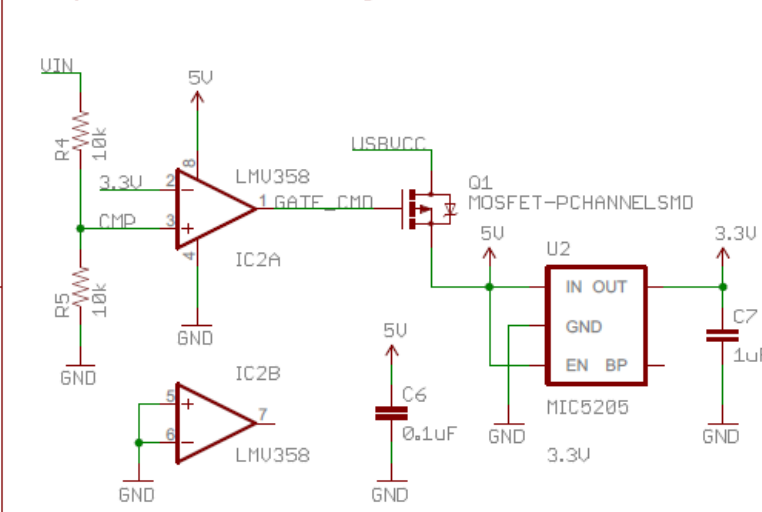 VIN
5V
R4
10k
8
LMV358
USBVCC
3.3V
2
-
1
GATE_CMD
Q1
MOSFET-PCHANNELSMD
CMP
3
+
5V
U2
3.3V
4
IC2A
R5
10k
IN OUT
GND
C7
1uF
GND
GND
5V
EN BP
IC2B
C6
MIC5205
5
+
7
0.1uF
GND
GND
6
-
LMV358
3.3V
GND
GND